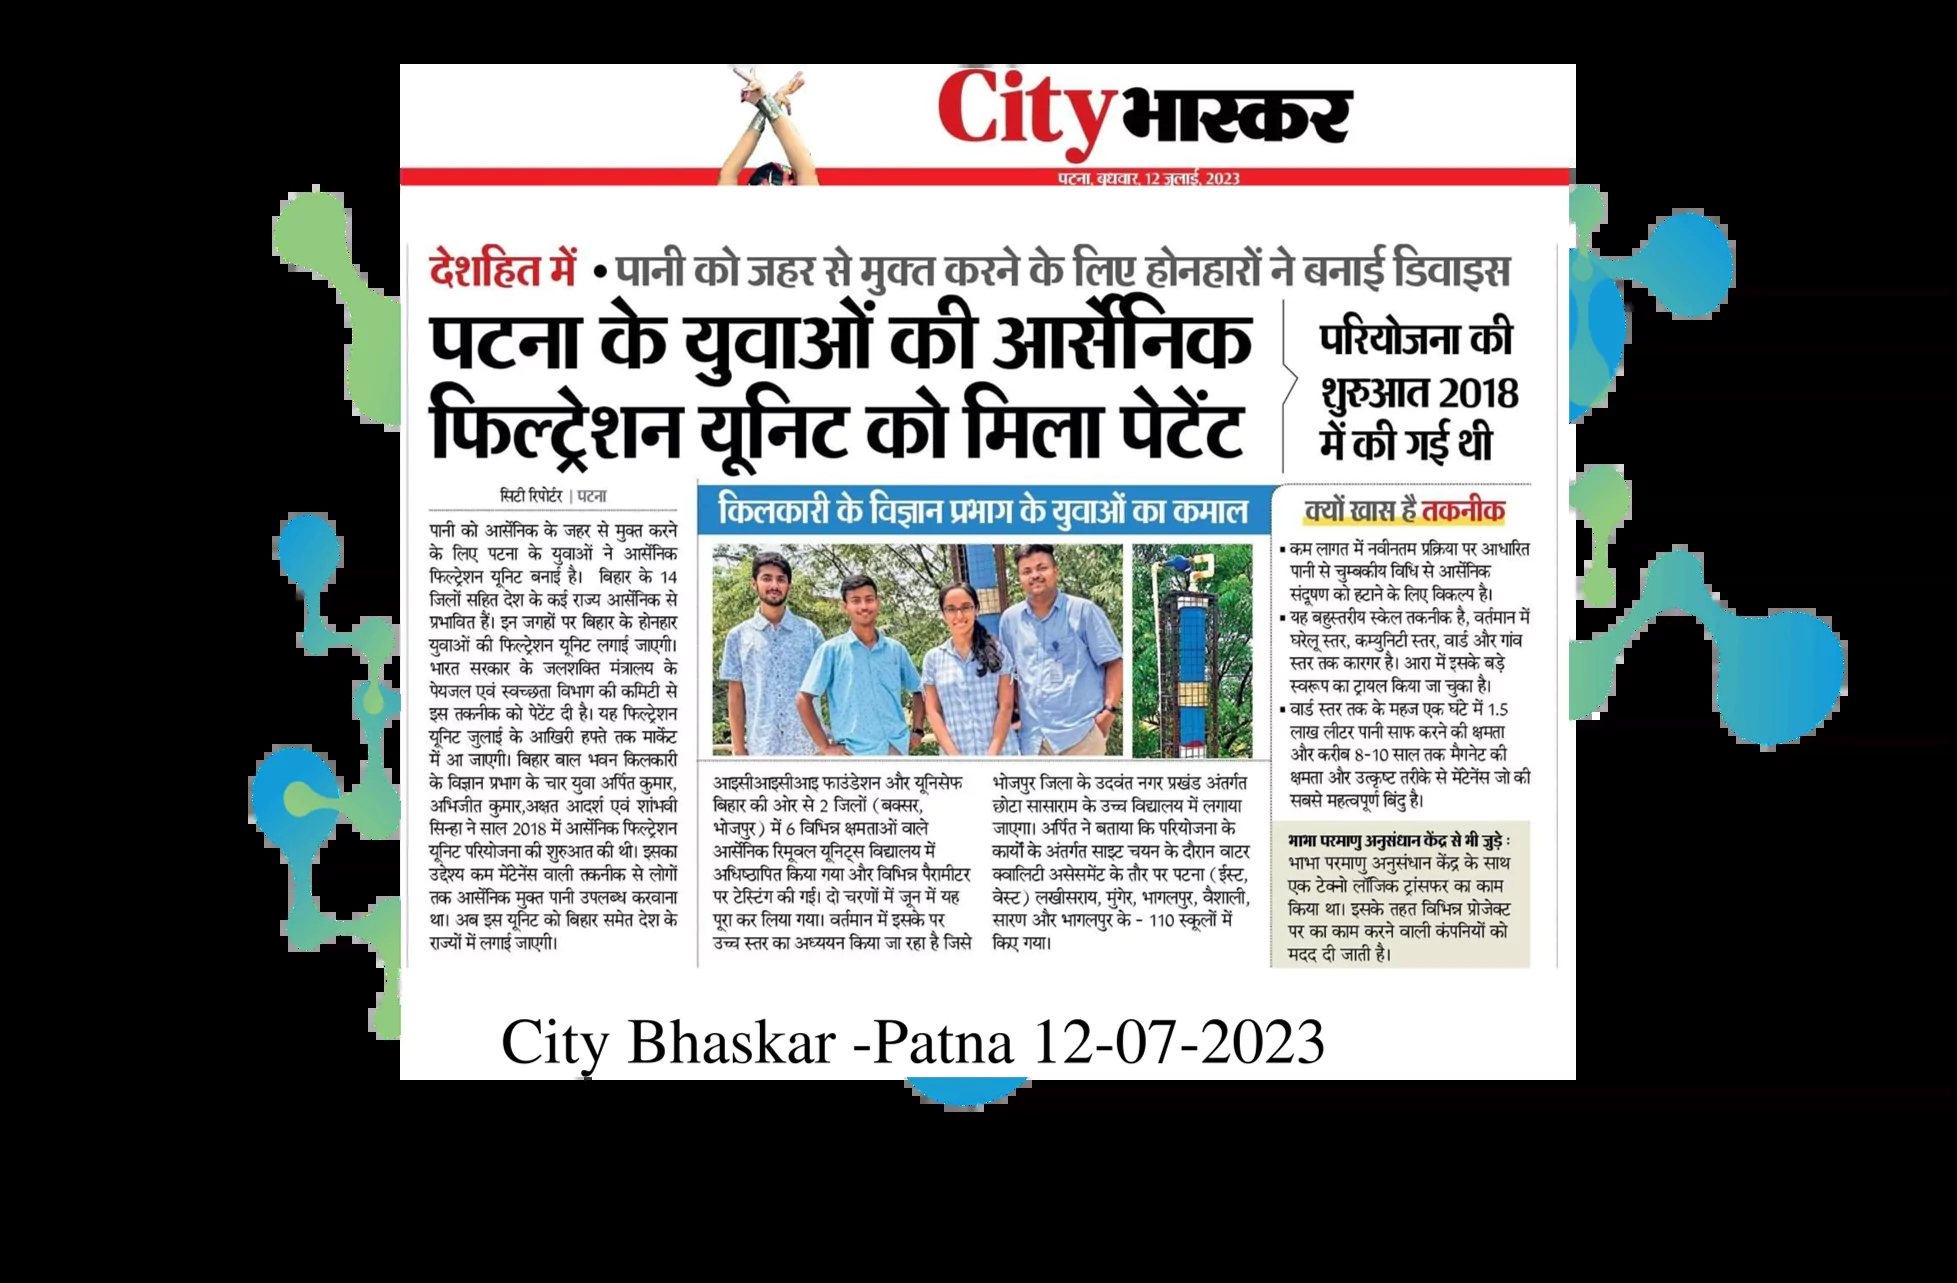 City भास्कर
पटना, बुधवार, 12 जुलाई, 2023
देशहित में • पानी को जहर से मुक्त करने के लिए होनहारों ने बनाई डिवाइस
पटना के युवाओं की आर्सेनिक
फिल्ट्रेशन यूनिट को मिला पेटेंट
परियोजना की
शुरुआत 2018
में की गई थी
सिटी रिपोर्टर | पटना
पानी को आर्सेनिक के जहर से मुक्त करने
के लिए पटना के युवाओं ने आर्सेनिक
फिल्ट्रेशन यूनिट बनाई है। बिहार के 14
जिलों सहित देश के कई राज्य आर्सेनिक से
प्रभावित हैं। इन जगहों पर बिहार के होनहार
युवाओं की फिल्ट्रेशन यूनिट लगाई जाएगी।
भारत सरकार के जलशक्ति मंत्रालय के
पेयजल एवं स्वच्छता विभाग की कमिटी से
इस तकनीक को पेटेंट दी है। यह फिल्ट्रेशन
यूनिट जुलाई के आखिरी हफ्ते तक मार्केट
में आ जाएगी। बिहार बाल भवन किलकारी
के विज्ञान प्रभाग के चार युवा अर्पित कुमार,
अभिजीत कुमार,अक्षत आदर्श एवं शांभवी
सिन्हा ने साल 2018 में आर्सेनिक फिल्ट्रेशन
यूनिट परियोजना की शुरुआत की थी। इसका
उद्देश्य कम मेंटेनेंस वाली तकनीक से लोगों
तक आर्सेनिक मुक्त पानी उपलब्ध करवाना
था। अब इस यूनिट को बिहार समेत देश के
राज्यों में लगाई जाएगी।
किलकारी के विज्ञान प्रभाग के युवाओं का कमाल
आइसीआइसीआइ फाउंडेशन और यूनिसेफ
बिहार की ओर से 2 जिलों (बक्सर,
भोजपुर) में 6 विभिन्न क्षमताओं वाले
आर्सेनिक रिमूवल यूनिट्स विद्यालय में
अधिष्ठापित किया गया और विभिन्न पैरामीटर
पर टेस्टिंग की गई। दो चरणों में जून में यह
पूरा कर लिया गया। वर्तमान में इसके पर
उच्च स्तर का अध्ययन किया जा रहा है जिसे
भोजपुर जिला के उदवंत नगर प्रखंड अंतर्गत
छोटा सासाराम के उच्च विद्यालय में लगाया
जाएगा। अर्पित ने बताया कि परियोजना के
कार्यों के अंतर्गत साइट चयन के दौरान वाटर
क्वालिटी असेसमेंट के तौर पर पटना (ईस्ट,
वेस्ट) लखीसराय, मुंगेर, भागलपुर, वैशाली,
सारण और भागलपुर के - 110 स्कूलों में
किए गया।
क्यों खास है तकनीक
▪ कम लागत में नवीनतम प्रक्रिया पर आधारित
पानी से चुम्बकीय विधि से आर्सेनिक
संदूषण को हटाने के लिए विकल्प है।
▪ यह बहुस्तरीय स्केल तकनीक है, वर्तमान में
घरेलू स्तर, कम्युनिटी स्तर, वार्ड और गांव
स्तर तक कारगर है। आरा में इसके बड़े
स्वरूप का ट्रायल किया जा चुका है।
▪ वार्ड स्तर तक के महज एक घंटे में 1.5
लाख लीटर पानी साफ करने की क्षमता
और करीब 8-10 साल तक मैगनेट की
क्षमता और उत्कृष्ट तरीके से मेंटेनेंस जो की
सबसे महत्वपूर्ण बिंदु है।
भाभा परमाणु अनुसंधान केंद्र से भी जुड़े :
भाभा परमाणु अनुसंधान केंद्र के साथ
एक टेक्नो लॉजिक ट्रांसफर का काम
किया था। इसके तहत विभिन्न प्रोजेक्ट
पर का काम करने वाली कंपनियों को
मदद दी जाती है।
City Bhaskar -Patna 12-07-2023